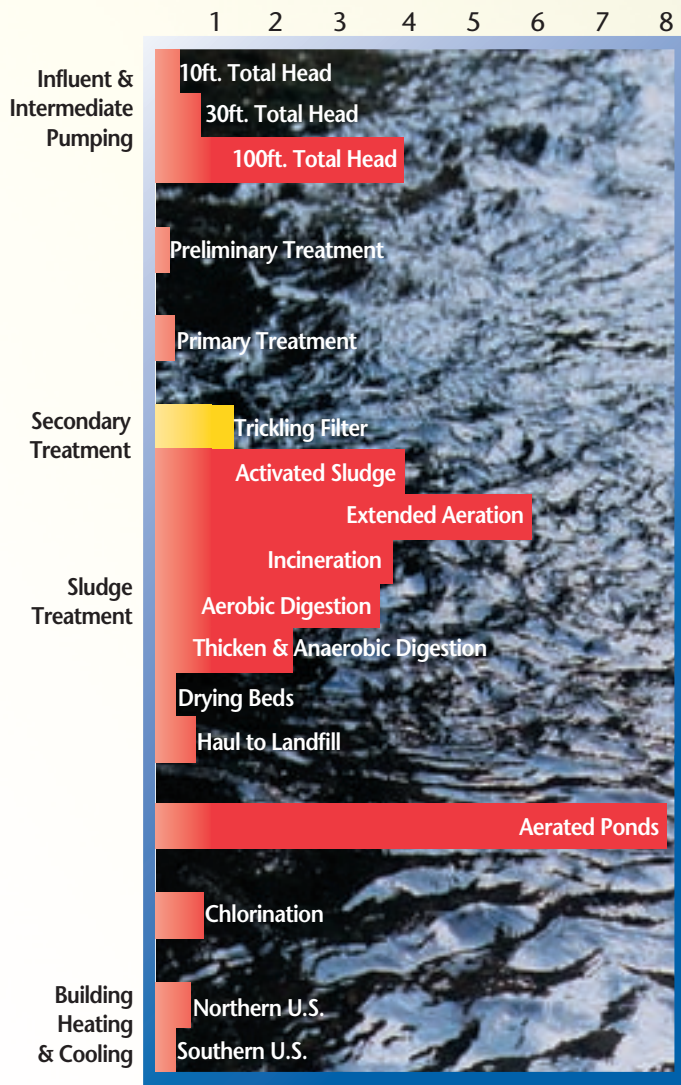 1 2 3 4 5 6 7 8
Influent &
Intermediate
Pumping
10ft. Total Head
30ft. Total Head
100ft. Total Head
Preliminary Treatment
Primary Treatment
Secondary
Treatment
Trickling Filter
Activated Sludge
Extended Aeration
Sludge
Treatment
Incineration
Aerobic Digestion
Thicken & Anaerobic Digestion
Drying Beds
Haul to Landfill
Aerated Ponds
Chlorination
Building
Heating
& Cooling
Northern U.S.
Southern U.S.